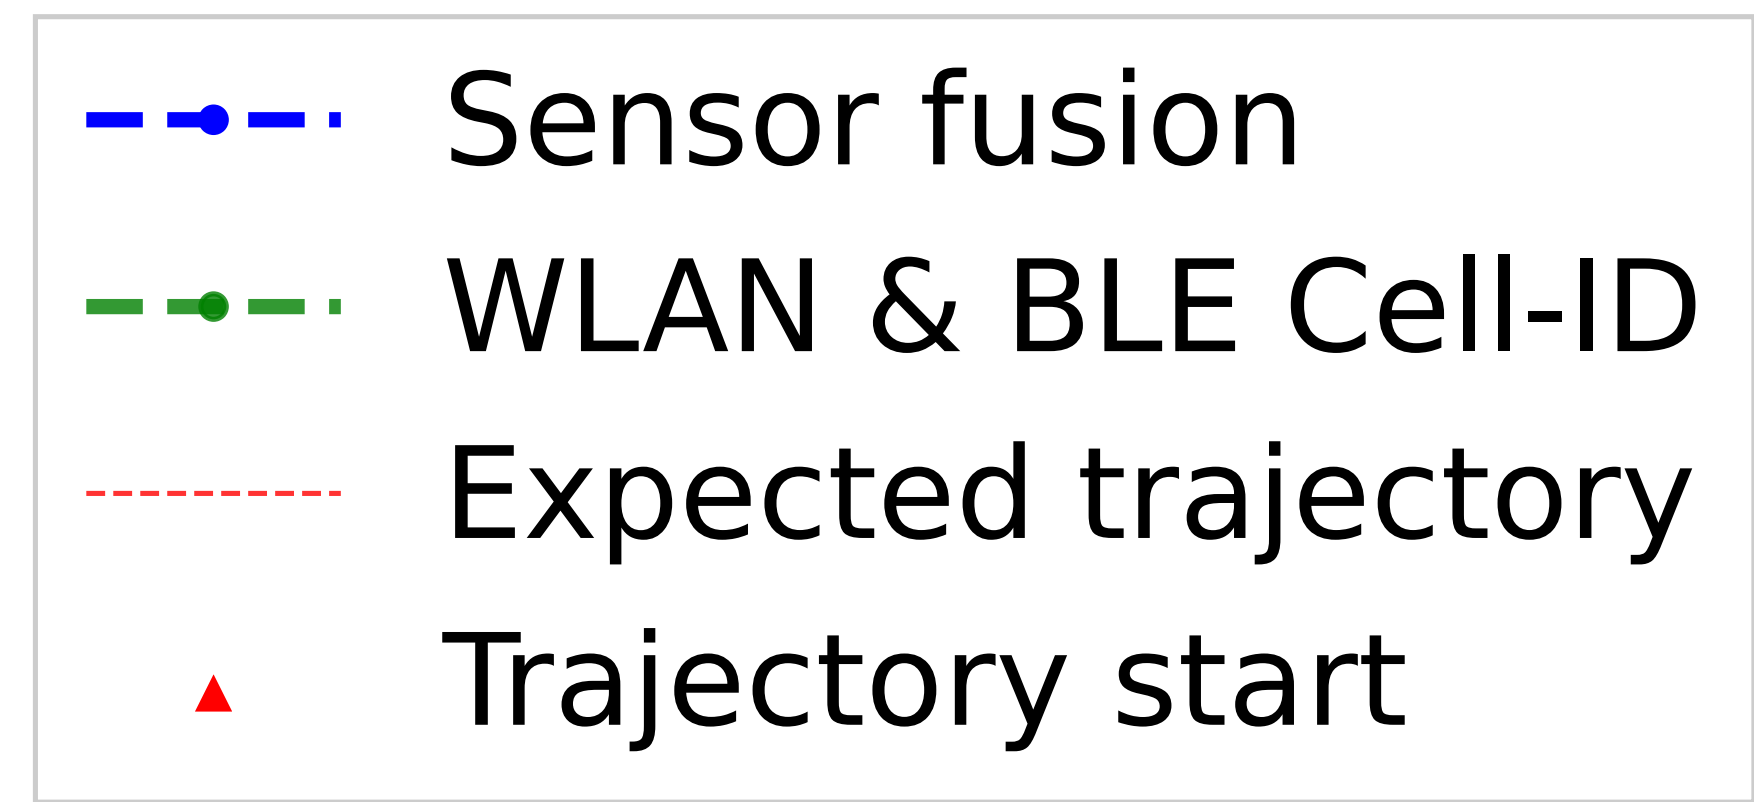 Sensor fusion
WLAN & BLE Cell-ID
Expected trajectory
Trajectory start